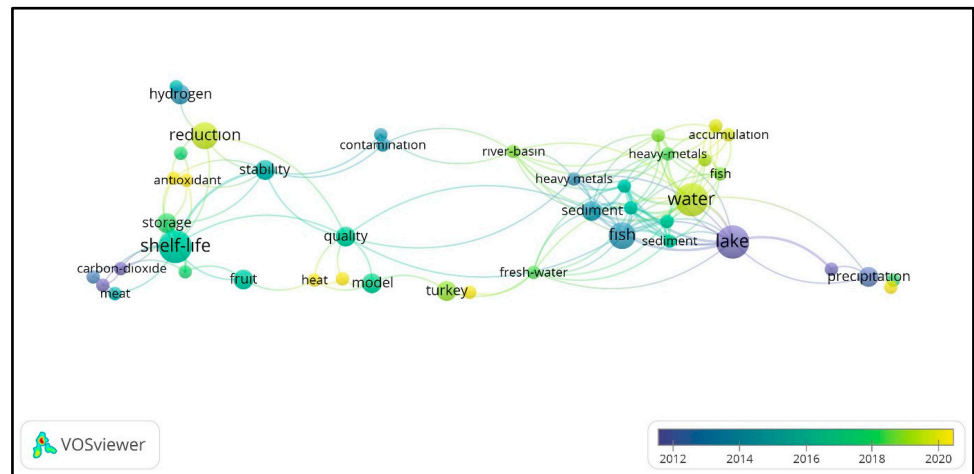 hydrogen
reduction
accumulation
contamination
river-basin
heavy-metals
stability
fish
antioxidant
heavy metals
water
sediment
storage
fish
quality
lake
shelf-life
sediment
carbon-dioxide
fresh-water
precipitation
fruit
heat
model
meat
turkey
VOSviewer
2012 2014 2016 2018 2020